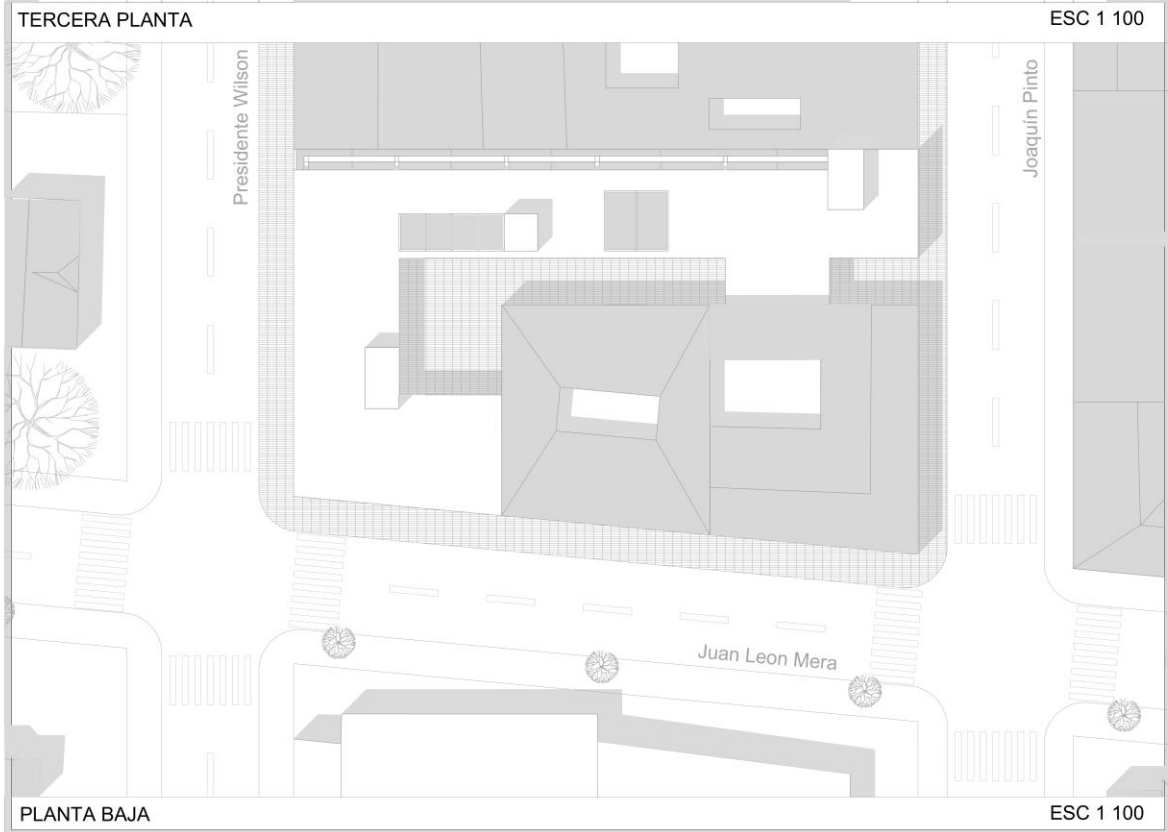 TERCERA PLANTA
ESC 1 100
Presidente Wilson
Joaquín Pinto
Juan Leon Mera
PLANTA BAJA
ESC 1 100